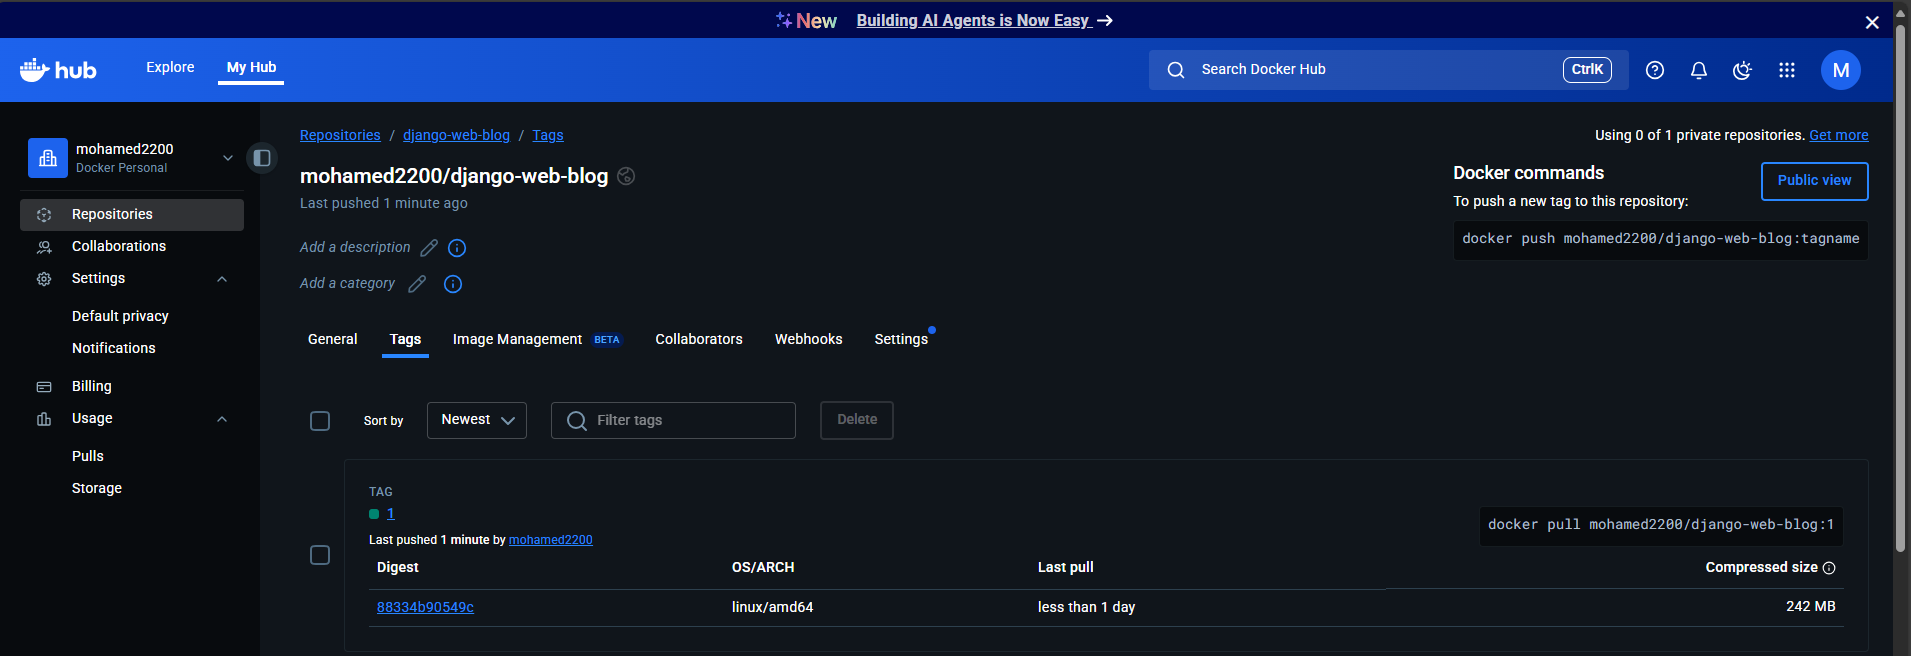 New Building AI Agents is Now Easy
hub Explore My Hub Search Docker Hub CtrlK M
mohamed2200
Docker Personal
Repositories
Collaborations
Settings
Default privacy
Notifications
Billing
Usage
Pulls
Storage
Repositories / django-web-blog / Tags
Using 0 of 1 private repositories. Get more
mohamed2200/django-web-blog
Last pushed 1 minute ago
Add a description
Add a category
Docker commands
Public view
To push a new tag to this repository:
docker push mohamed2200/django-web-blog:tagname
General Tags Image Management BETA Collaborators Webhooks Settings
Sort by Newest Filter tags Delete
TAG
1
Last pushed 1 minute by mohamed2200
docker pull mohamed2200/django-web-blog:1
Digest OS/ARCH Last pull Compressed size
88334b90549c linux/amd64 less than 1 day 242 MB